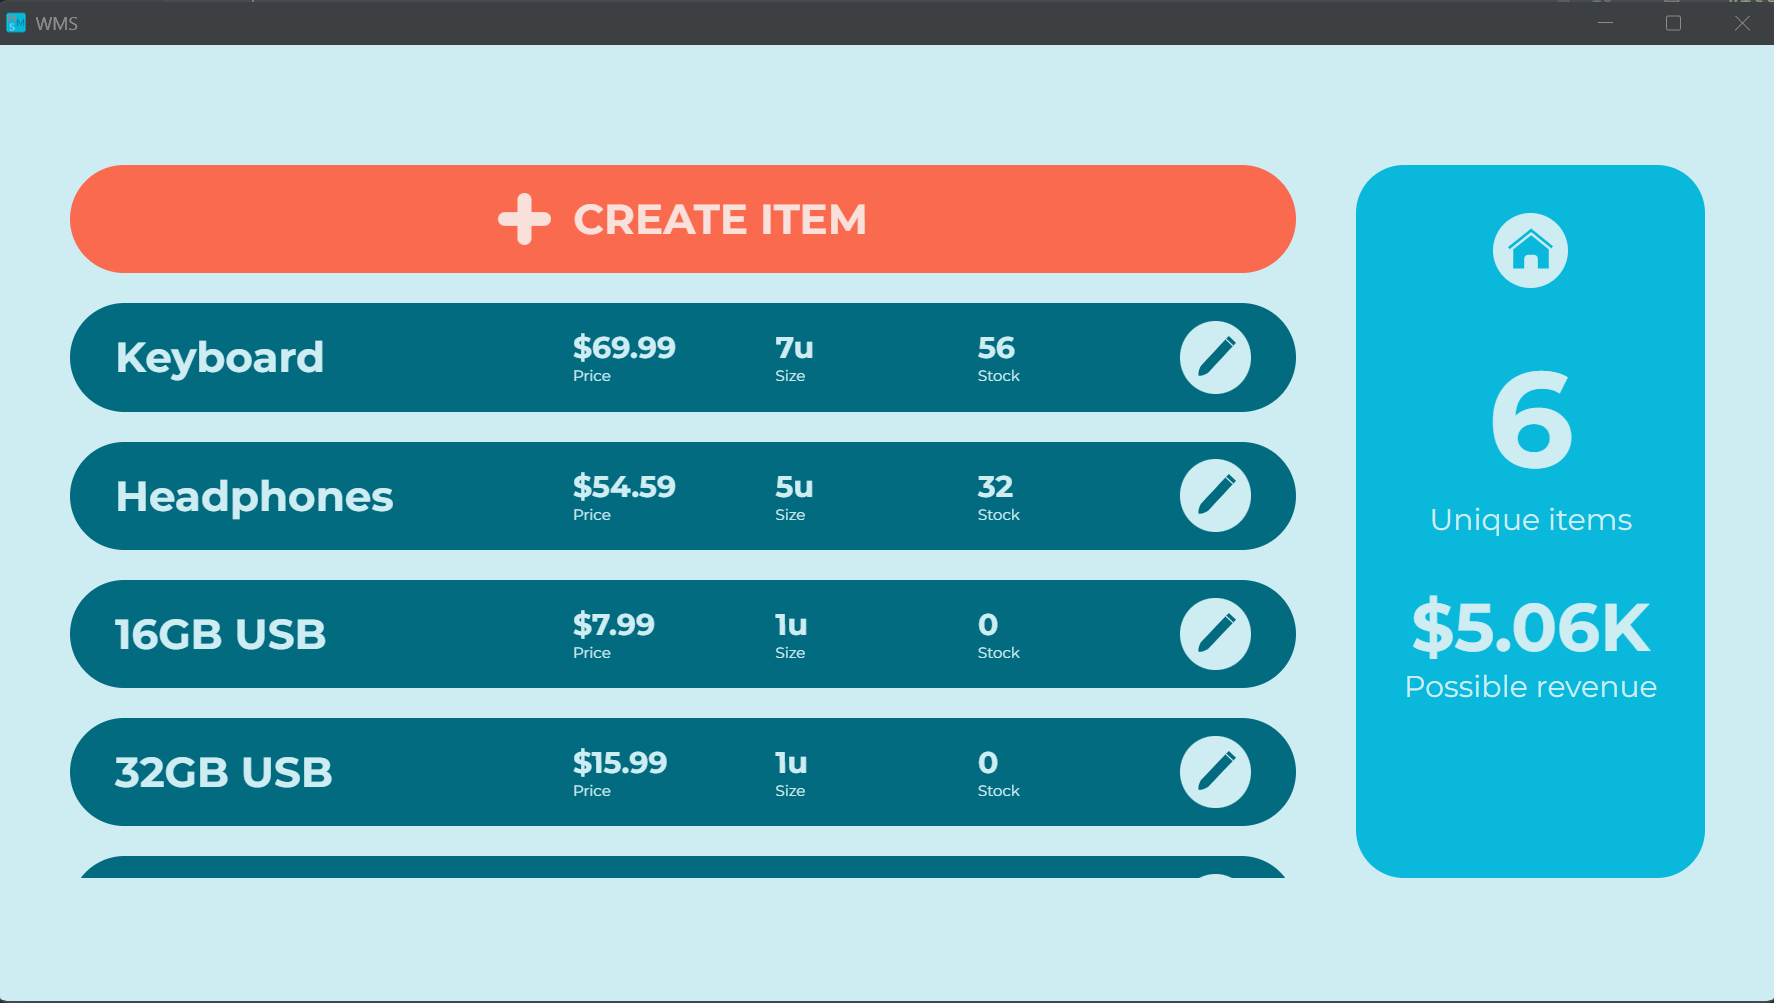 WMS
CREATE ITEM
Keyboard
$69.99
Price
7u
Size
56
Stock
Headphones
$54.59
Price
5u
Size
32
Stock
16GB USB
$7.99
Price
1u
Size
0
Stock
32GB USB
$15.99
Price
1u
Size
0
Stock
6
Unique items
$5.06K
Possible revenue